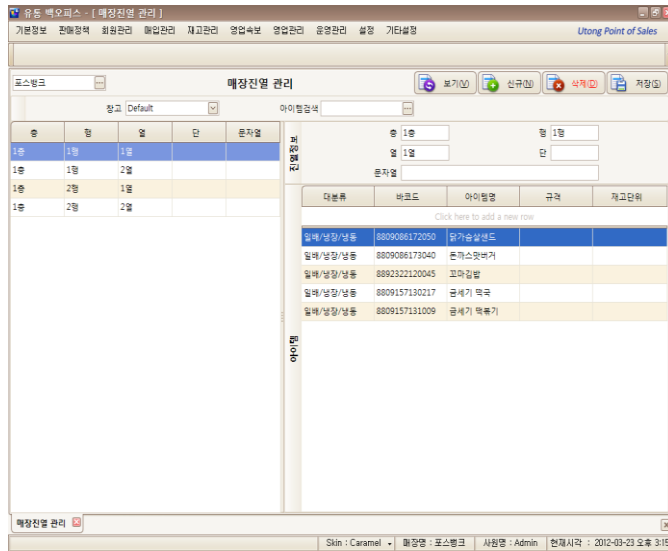 유통 백오피스 - [ 매장진열 관리 ]
기본정보 판매정책 회원관리 매입관리 재고관리 영업속보 영업관리 운영관리 설정 기타설정 Utong Point of Sales
포스뱅크 매장진열 관리 보기(V) 신규(N) 삭제(D) 저장(S)
창고 Default 아이템검색
층 행 열 단 문자열
1층 1행 1열
1층 1행 2열
1층 2행 1열
1층 2행 2열
진열정보
층 1층 행 1행
열 1열 단
문자열
아이템
대분류 바코드 아이템명 규격 재고단위
Click here to add a new row
일배/냉장/냉동 8809086172050 닭가슴살샌드
일배/냉장/냉동 8809086173040 돈까스맛버거
일배/냉장/냉동 8892322120045 꼬마김밥
일배/냉장/냉동 8809157130217 금세기 떡국
일배/냉장/냉동 8809157131009 금세기 떡볶기
매장진열 관리
Skin : Caramel 매장명 : 포스뱅크 사원명 : Admin 현재시각 : 2012-03-23 오후 3:15